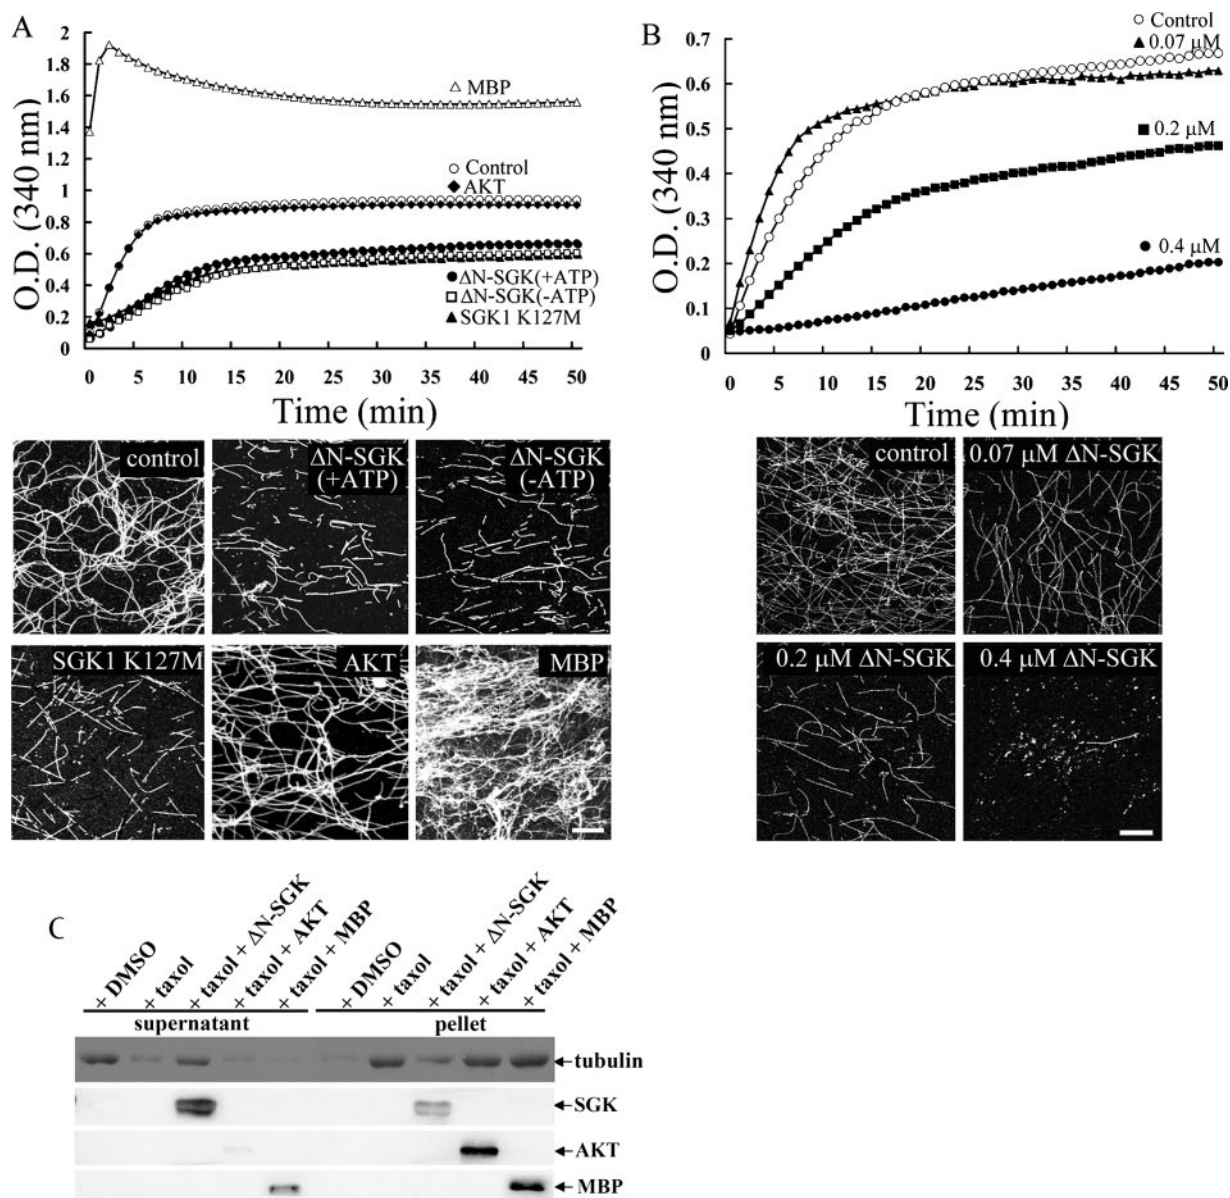 A
O.D. (340 nm)
2
1.8
1.6
1.4
1.2
1
0.8
0.6
0.4
0.2
0
MBP
Control
AKT
ΔN-SGK(+ATP)
ΔN-SGK(-ATP)
SGK1 K127M
0 5 10 15 20 25 30 35 40 45 50
Time (min)
B
O.D. (340 nm)
0.7
0.6
0.5
0.4
0.3
0.2
0.1
0
Control
0.07 μM
0.2 μM
0.4 μM
0 5 10 15 20 25 30 35 40 45 50
Time (min)
control
ΔN-SGK
(+ATP)
ΔN-SGK
(-ATP)
SGK1 K127M
AKT
MBP
control
0.07 μM ΔN-SGK
0.2 μM ΔN-SGK
0.4 μM ΔN-SGK
C
+ DMSO
+ taxol
+ taxol + ΔN-SGK
+ taxol + AKT
+ taxol + MBP
+ DMSO
+ taxol
+ taxol + ΔN-SGK
+ taxol + AKT
+ taxol + MBP
supernatant
pellet
tubulin
SGK
AKT
MBP